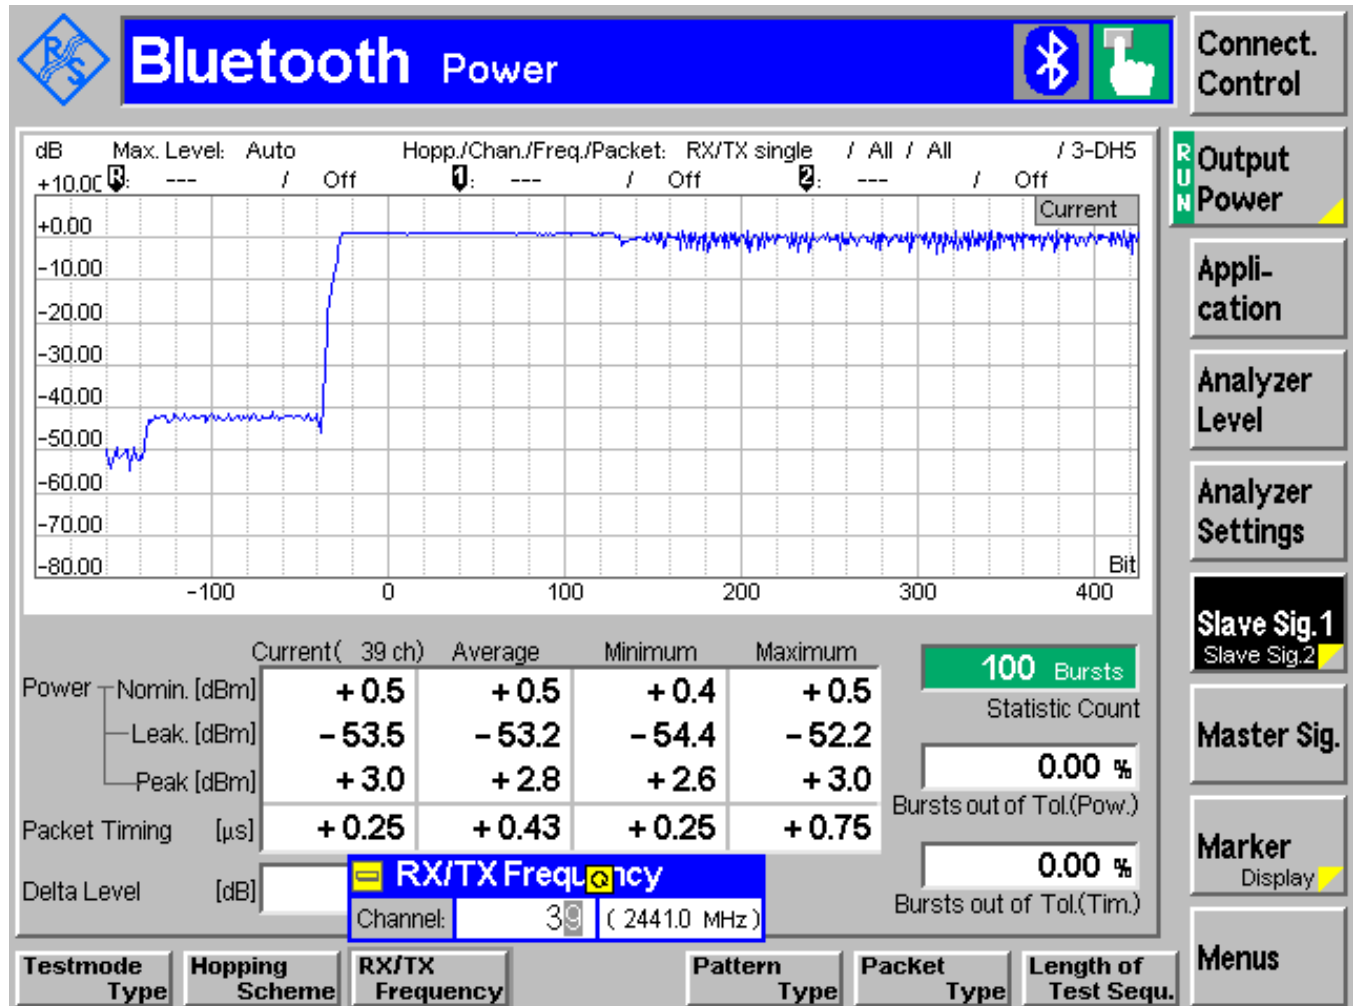 R S
Bluetooth Power
Connect. Control
dB Max. Level: Auto Hopp./Chan./Freq./Packet: RX/TX single / All / All / 3-DH5
R: --- / Off 1: --- / Off 2: --- / Off
Current
+10.00
+0.00
-10.00
-20.00
-30.00
-40.00
-50.00
-60.00
-70.00
-80.00
Bit
-100 0 100 200 300 400
RUN
Output Power
Appli-
cation
Analyzer Level
Analyzer Settings
Slave Sig.1
Slave Sig.2
Master Sig.
Marker
Display
Menus
Current( 39 ch) Average Minimum Maximum
Power Nomin. [dBm] +0.5 +0.5 +0.4 +0.5
Leak. [dBm] -53.5 -53.2 -54.4 -52.2
Peak [dBm] +3.0 +2.8 +2.6 +3.0
Packet Timing [µs] +0.25 +0.43 +0.25 +0.75
Delta Level [dB]
100 Bursts
Statistic Count
0.00 %
Bursts out of Tol.(Pow.)
0.00 %
Bursts out of Tol.(Tim.)
RX/TX Frequency
Channel: 39 ( 2441.0 MHz )
Testmode Type
Hopping Scheme
RX/TX Frequency
Pattern Type
Packet Type
Length of Test Sequ.